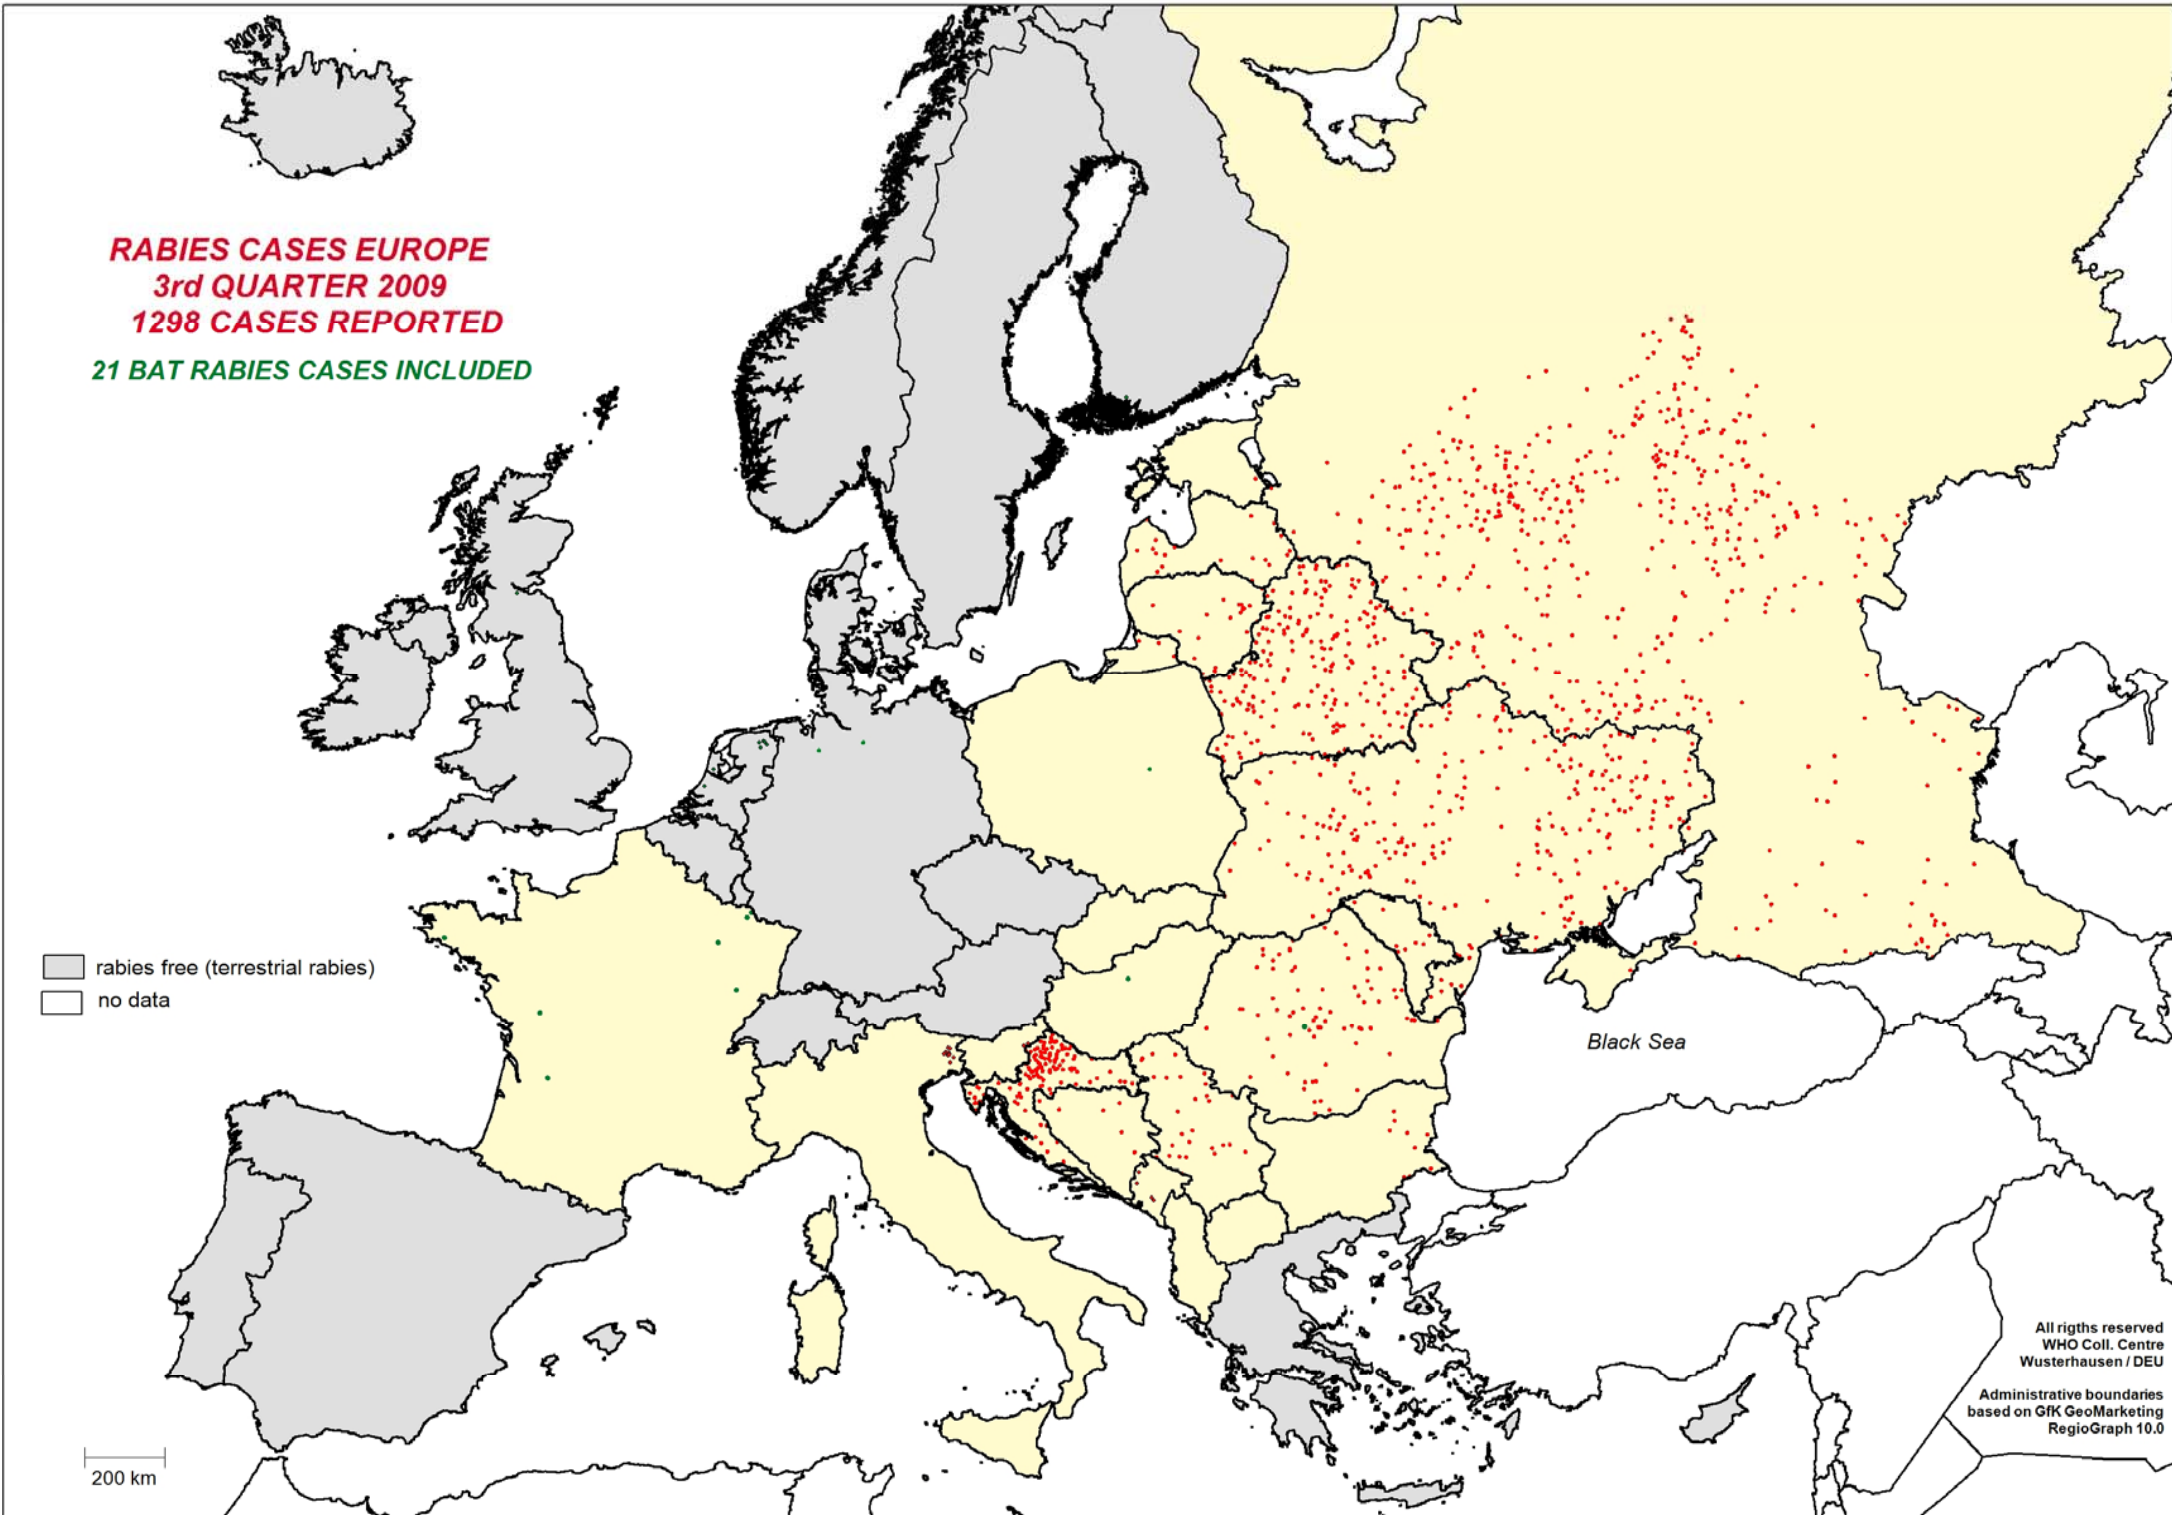 RABIES CASES EUROPE
3rd QUARTER 2009
1298 CASES REPORTED
21 BAT RABIES CASES INCLUDED
rabies free (terrestrial rabies)
no data
Black Sea
All rigths reserved
WHO Coll. Centre
Wusterhausen / DEU
Administrative boundaries
based on GfK GeoMarketing
RegioGraph 10.0
200 km